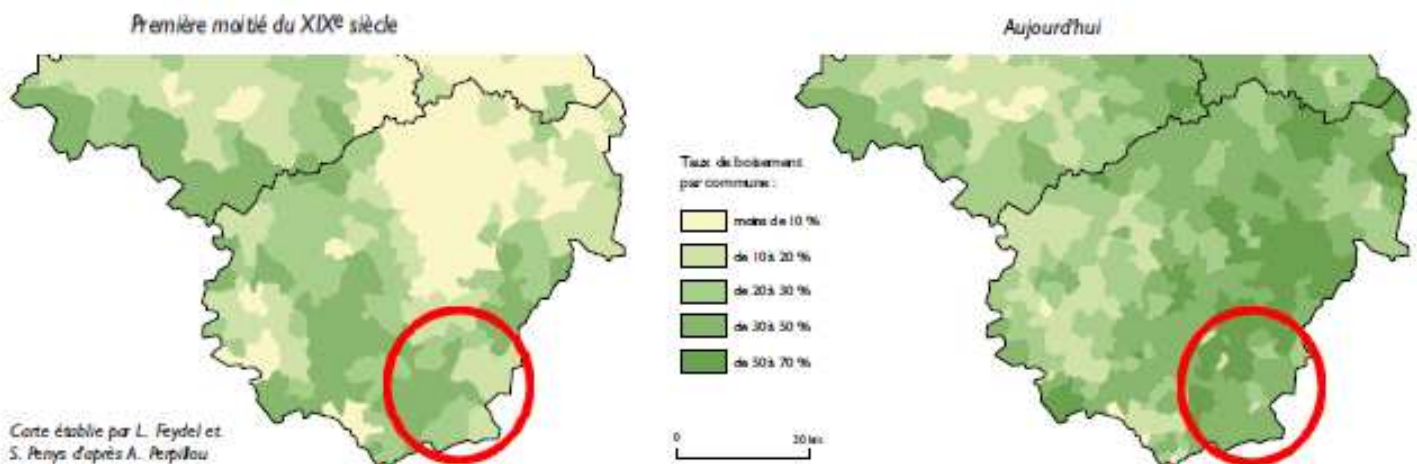 Première moitié du XIXe siècle
Aujourd'hui
Taux de boisement
par commune :
moins de 10 %
de 10 à 20 %
de 20 à 30 %
de 30 à 50 %
de 50 à 70 %
0 20 km
Carte établie par L. Feydel et
S. Penys d'après A. Perpillou